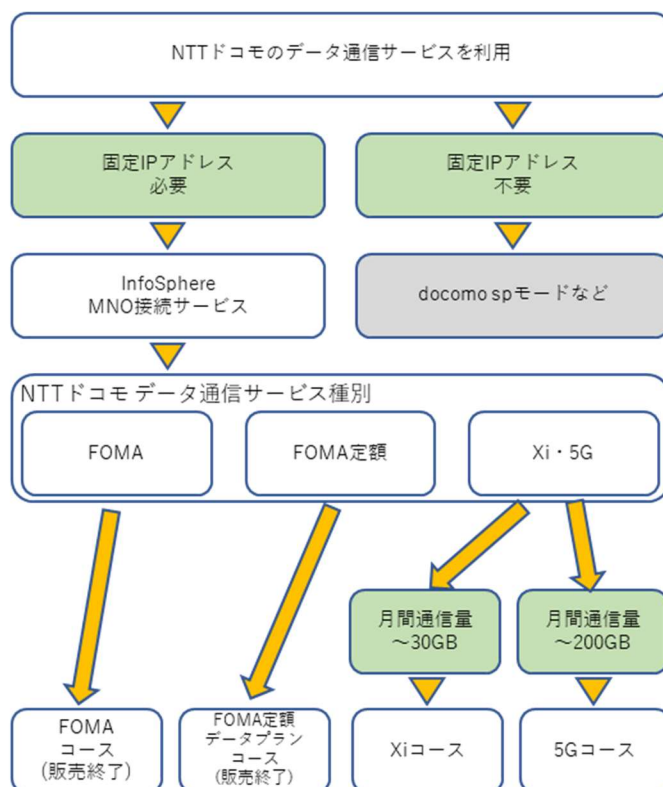 NTTドコモのデータ通信サービスを利用
固定IPアドレス
必要
固定IPアドレス
不要
InfoSphere
MNO接続サービス
docomo spモードなど
NTTドコモ データ通信サービス種別
FOMA
FOMA定額
Xi・5G
月間通信量
～30GB
月間通信量
～200GB
FOMA
コース
(販売終了)
FOMA定額
データプラン
コース
(販売終了)
Xiコース
5Gコース